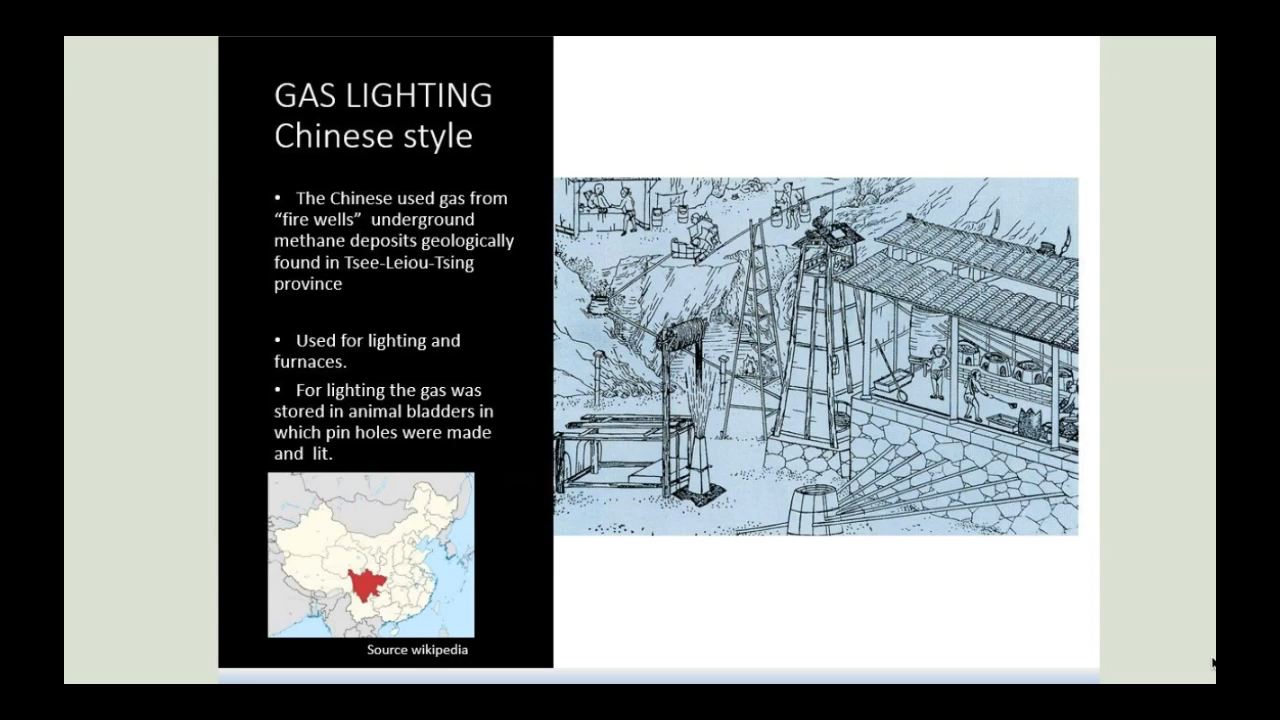 GAS LIGHTING
Chinese style
• The Chinese used gas from
“fire wells” underground
methane deposits geologically
found in Tsee-Leiou-Tsing
province
• Used for lighting and
furnaces.
• For lighting the gas was
stored in animal bladders in
which pin holes were made
and lit.
Source wikipedia